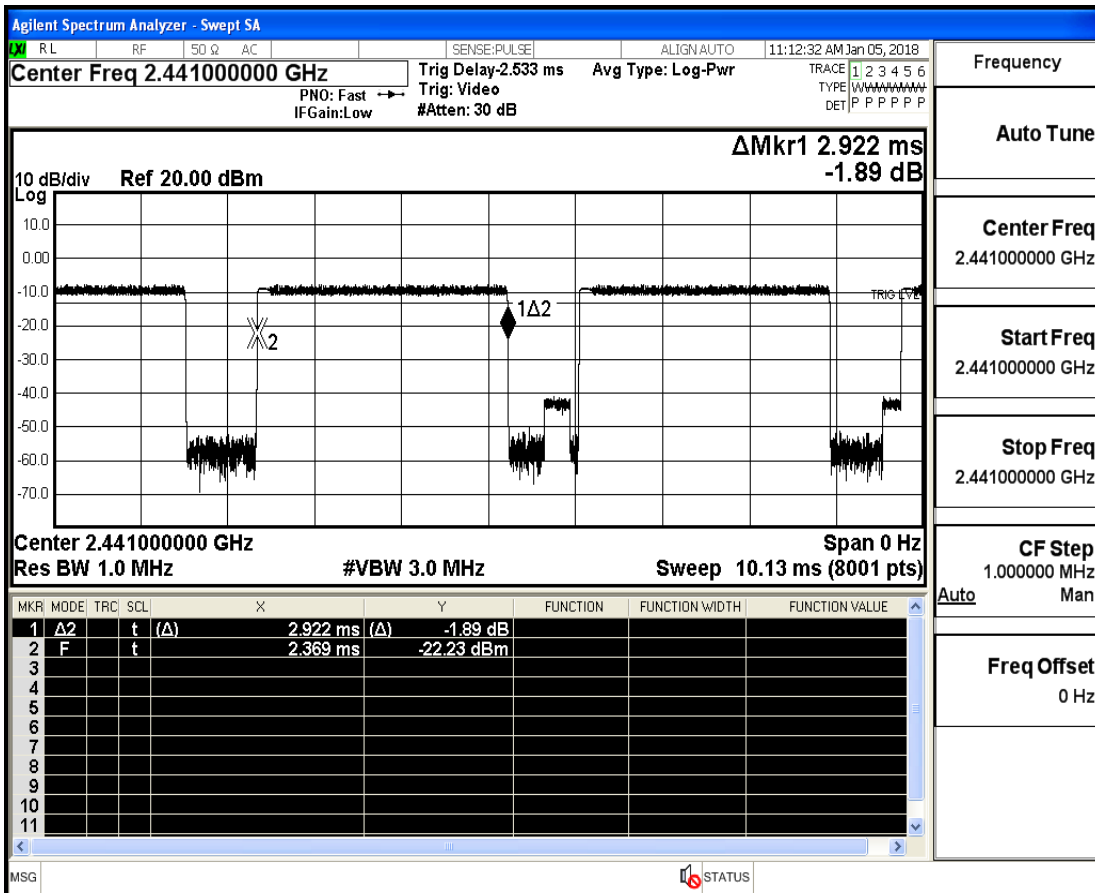 Agilent Spectrum Analyzer - Swept SA
LXI RL RF 50 Ω AC SENSE:PULSE ALIGN AUTO 11:12:32 AM Jan 05, 2018
Center Freq 2.441000000 GHz
PNO: Fast
IFGain:Low
Trig Delay-2.533 ms
Trig: Video
#Atten: 30 dB
Avg Type: Log-Pwr
TRACE 1 2 3 4 5 6
TYPE WWWWWW
DET P P P P P P
ΔMkr1 2.922 ms
-1.89 dB
10 dB/div Ref 20.00 dBm
Log
10.0
0.00
-10.0
-20.0
-30.0
-40.0
-50.0
-60.0
-70.0
TRIG LVL
1Δ2
2
Center 2.441000000 GHz Span 0 Hz
Res BW 1.0 MHz #VBW 3.0 MHz Sweep 10.13 ms (8001 pts)
MKR MODE TRC SCL X Y FUNCTION FUNCTION WIDTH FUNCTION VALUE
1 Δ2 t (Δ) 2.922 ms (Δ) -1.89 dB
2 F t 2.369 ms -22.23 dBm
3
4
5
6
7
8
9
10
11
MSG STATUS
Frequency
Auto Tune
Center Freq
2.441000000 GHz
Start Freq
2.441000000 GHz
Stop Freq
2.441000000 GHz
CF Step
1.000000 MHz
Auto Man
Freq Offset
0 Hz